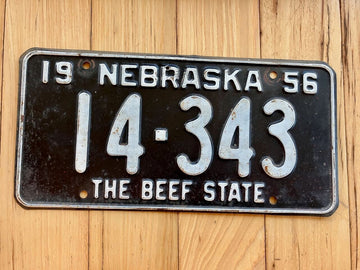 19 NEBRASKA 56
14·343
THE BEEF STATE